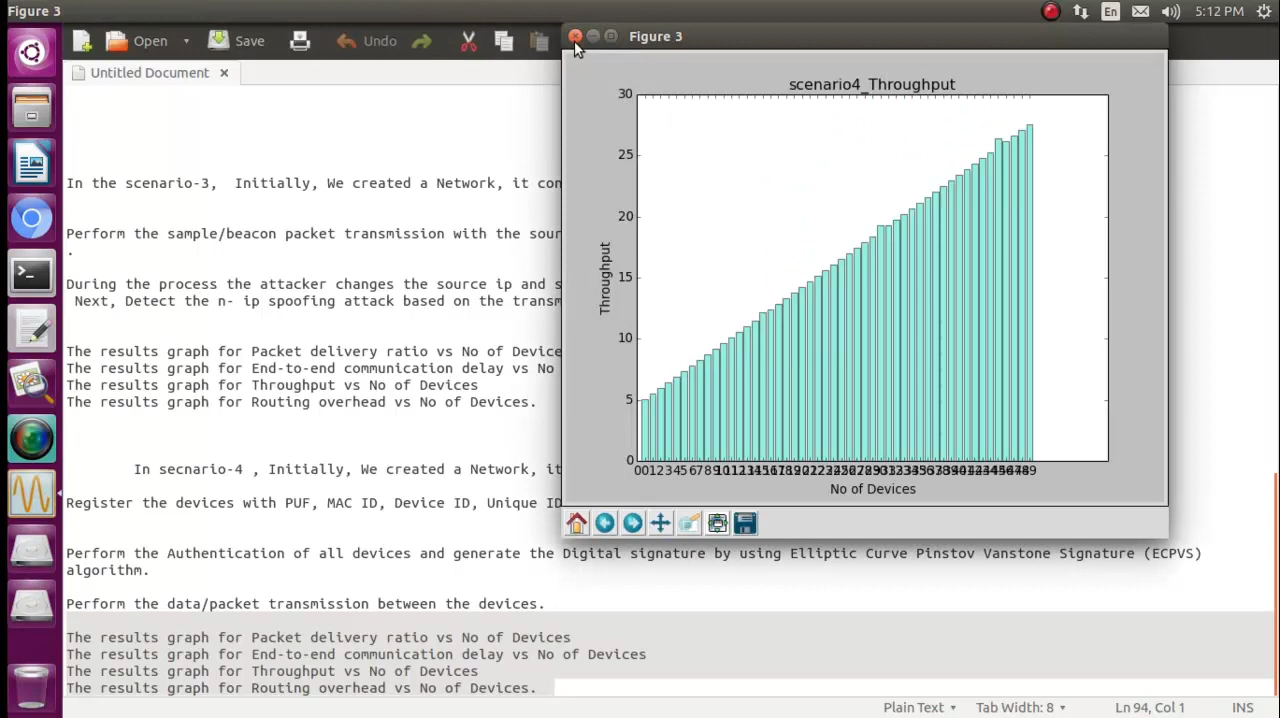 Figure 3
En
5:12 PM
Open
Save
Undo
Untitled Document
In the scenario-3, Initially, We created a Network, it con
Perform the sample/beacon packet transmission with the sour
.
During the process the attacker changes the source ip and s
Next, Detect the n- ip spoofing attack based on the transm
The results graph for Packet delivery ratio vs No of Device
The results graph for End-to-end communication delay vs No
The results graph for Throughput vs No of Devices
The results graph for Routing overhead vs No of Devices.
In secnario-4 , Initially, We created a Network, it
Register the devices with PUF, MAC ID, Device ID, Unique ID
Perform the Authentication of all devices and generate the Digital signature by using Elliptic Curve Pinstov Vanstone Signature (ECPVS)
algorithm.
Perform the data/packet transmission between the devices.
The results graph for Packet delivery ratio vs No of Devices
The results graph for End-to-end communication delay vs No of Devices
The results graph for Throughput vs No of Devices
The results graph for Routing overhead vs No of Devices.
Figure 3
scenario4_Throughput
30
25
20
15
10
5
0
Throughput
No of Devices
Plain Text
Tab Width: 8
Ln 94, Col 1
INS